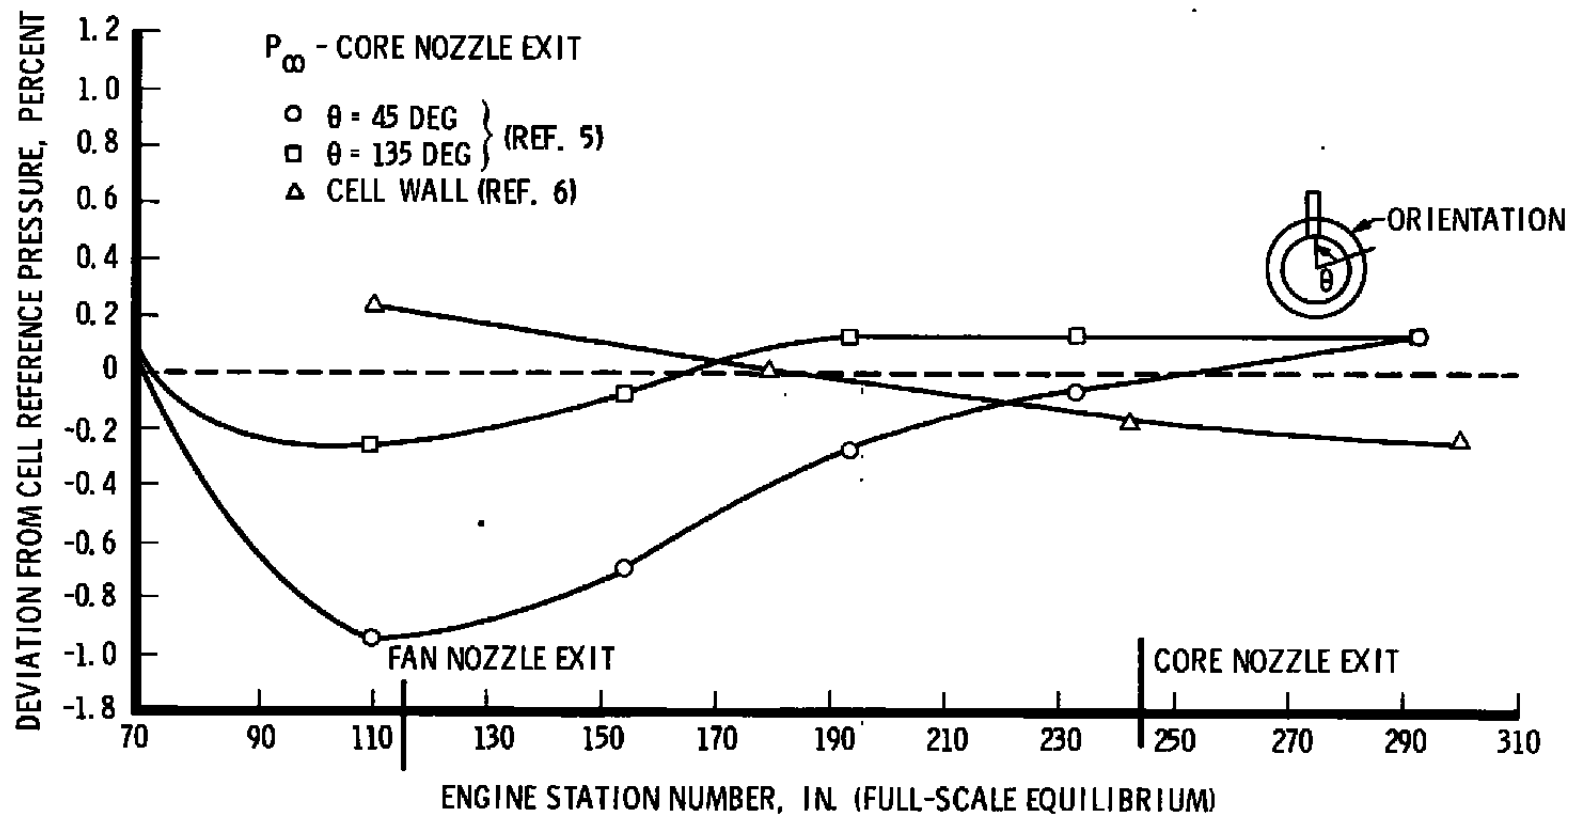 DEVIATION FROM CELL REFERENCE PRESSURE, PERCENT
1.2
1.0
0.8
0.6
0.4
0.2
0
-0.2
-0.4
-0.6
-0.8
-1.0
-1.8
P∞ - CORE NOZZLE EXIT
θ = 45 DEG
θ = 135 DEG
(REF. 5)
CELL WALL (REF. 6)
ORIENTATION
θ
FAN NOZZLE EXIT
CORE NOZZLE EXIT
70 90 110 130 150 170 190 210 230 250 270 290 310
ENGINE STATION NUMBER, IN. (FULL-SCALE EQUILIBRIUM)